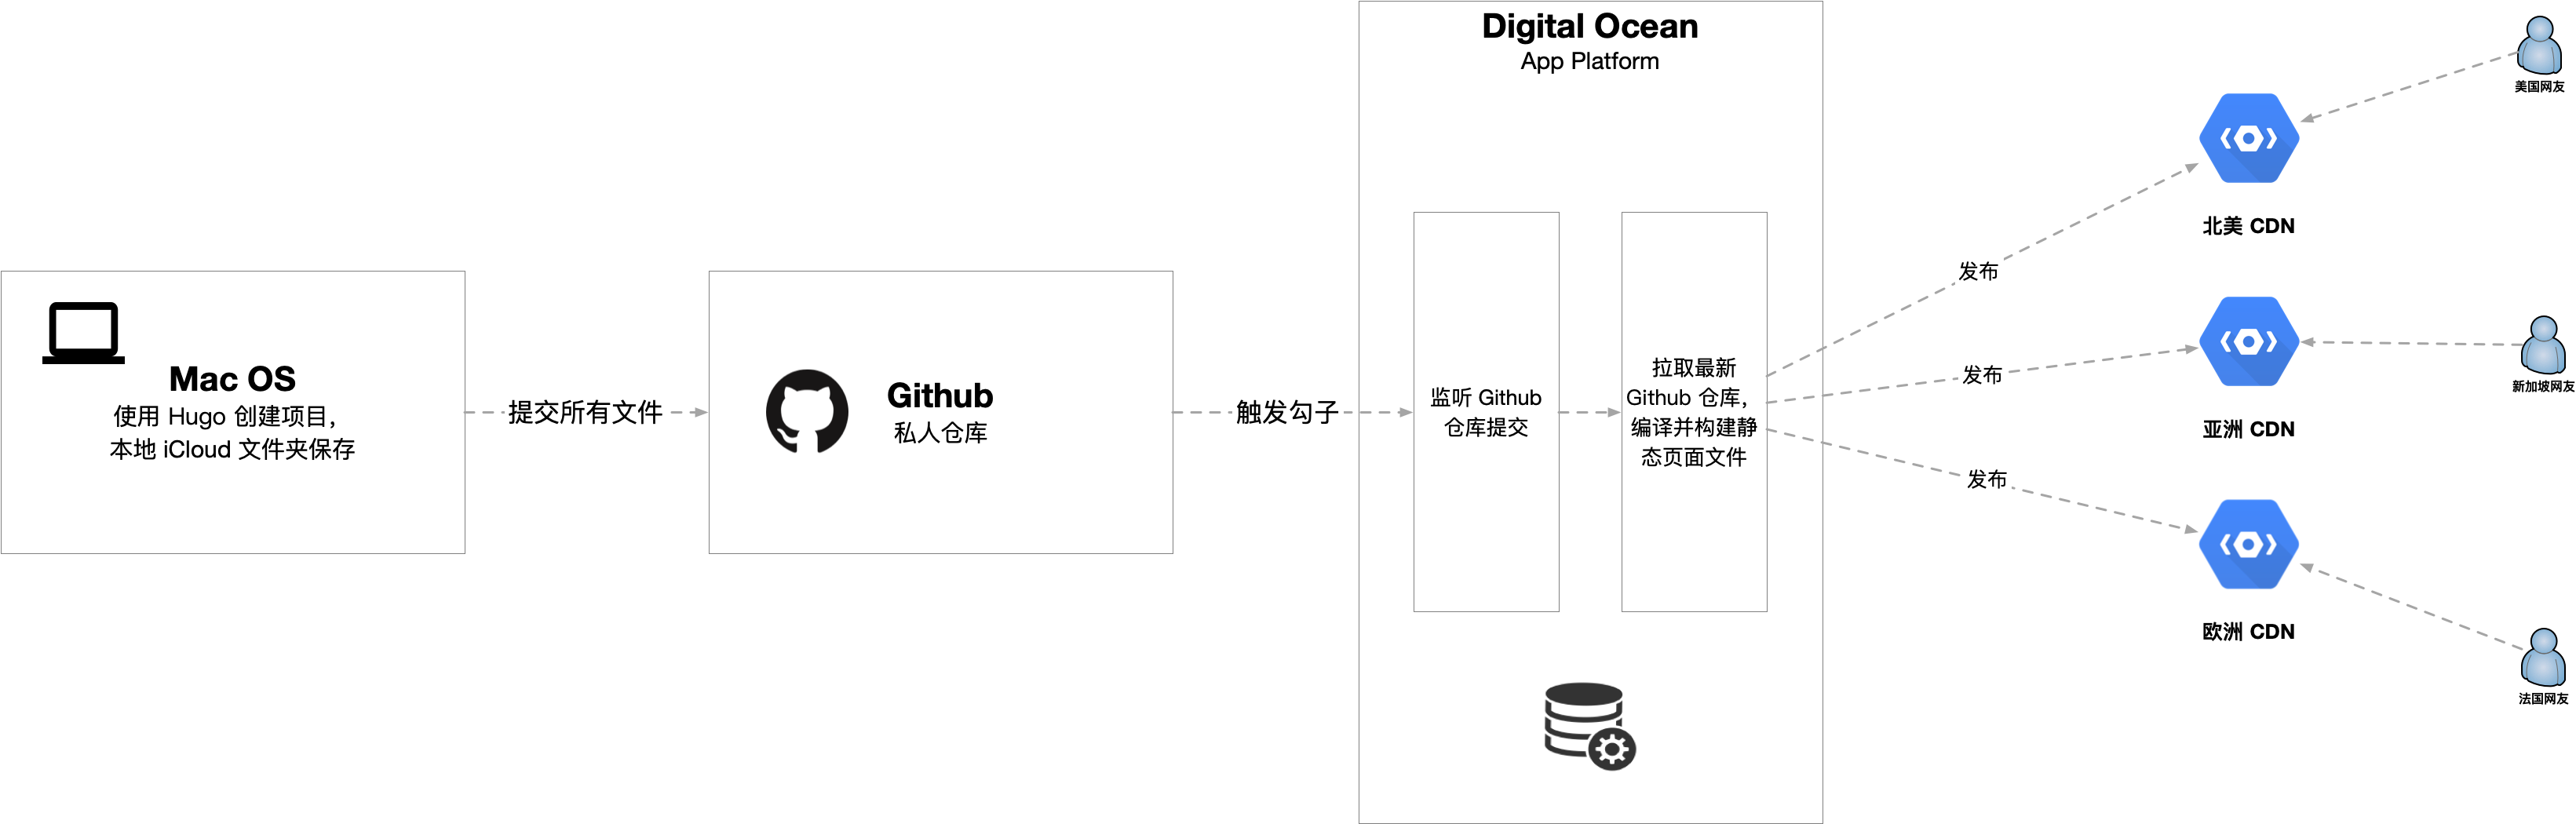 Mac OS
使用 Hugo 创建项目，
本地 iCloud 文件夹保存
提交所有文件
Github
私人仓库
触发勾子
Digital Ocean
App Platform
监听 Github
仓库提交
拉取最新
Github 仓库，
编译并构建静
态页面文件
发布
发布
发布
北美 CDN
亚洲 CDN
欧洲 CDN
美国网友
新加坡网友
法国网友